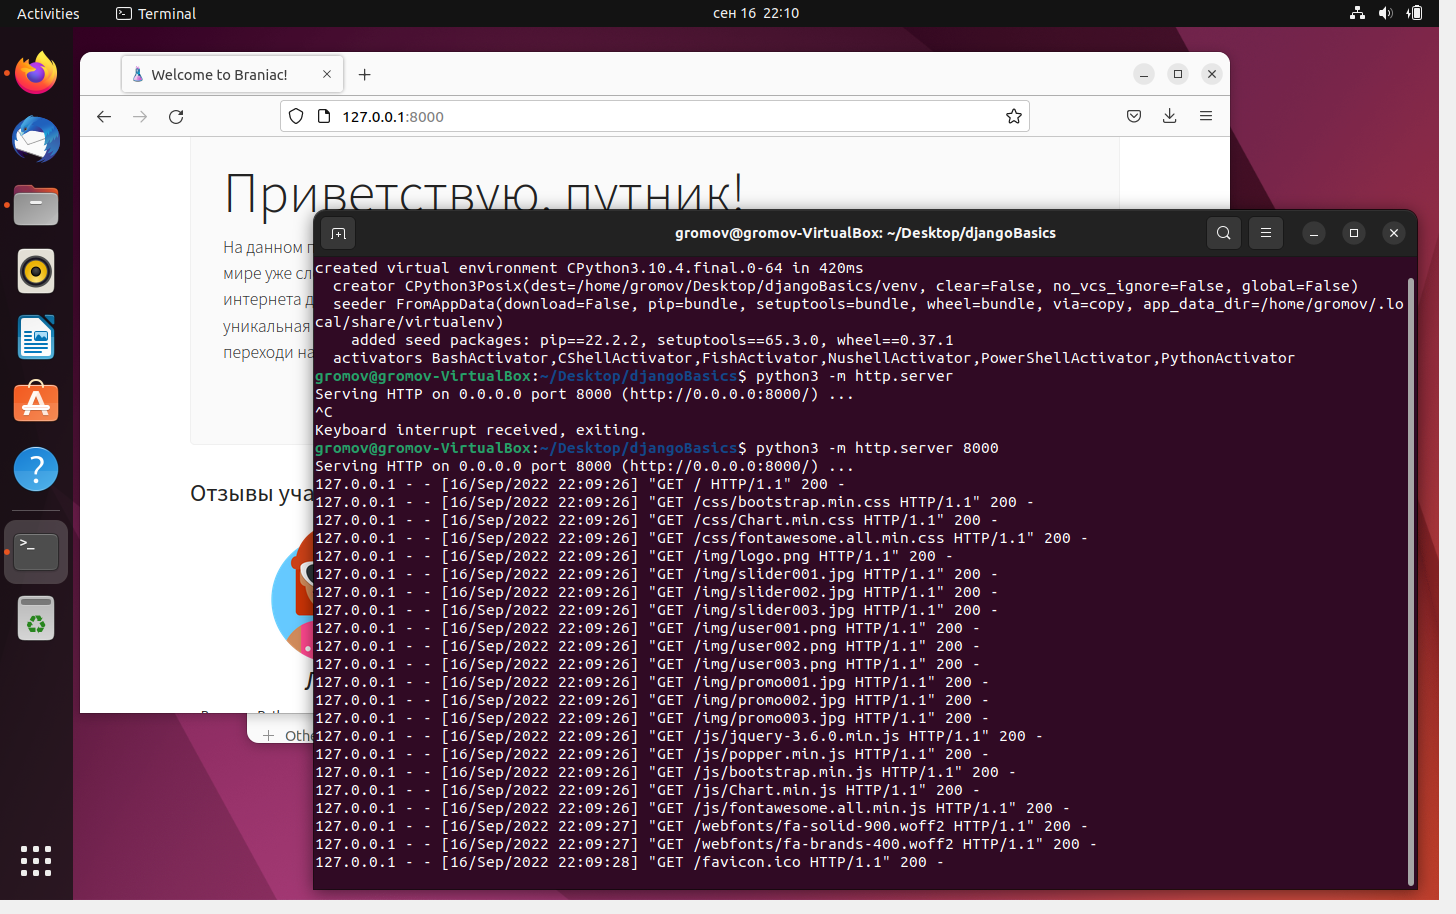 Activities
Terminal
сен 16 22:10
Welcome to Braniac!
127.0.0.1:8000
Приветствую, путник!
На данном п
мире уже сл
интернета д
уникальная
переходи на
Отзывы уча
Othe
gromov@gromov-VirtualBox: ~/Desktop/djangoBasics
created virtual environment CPython3.10.4.final.0-64 in 420ms
creator CPython3Posix(dest=/home/gromov/Desktop/djangoBasics/venv, clear=False, no_vcs_ignore=False, global=False)
seeder FromAppData(download=False, pip=bundle, setuptools=bundle, wheel=bundle, via=copy, app_data_dir=/home/gromov/.lo
cal/share/virtualenv)
added seed packages: pip==22.2.2, setuptools==65.3.0, wheel==0.37.1
activators BashActivator,CShellActivator,FishActivator,NushellActivator,PowerShellActivator,PythonActivator
gromov@gromov-VirtualBox:~/Desktop/djangoBasics$ python3 -m http.server
Serving HTTP on 0.0.0.0 port 8000 (http://0.0.0.0:8000/) ...
^C
Keyboard interrupt received, exiting.
gromov@gromov-VirtualBox:~/Desktop/djangoBasics$ python3 -m http.server 8000
Serving HTTP on 0.0.0.0 port 8000 (http://0.0.0.0:8000/) ...
127.0.0.1 - - [16/Sep/2022 22:09:26] "GET / HTTP/1.1" 200 -
127.0.0.1 - - [16/Sep/2022 22:09:26] "GET /css/bootstrap.min.css HTTP/1.1" 200 -
127.0.0.1 - - [16/Sep/2022 22:09:26] "GET /css/Chart.min.css HTTP/1.1" 200 -
127.0.0.1 - - [16/Sep/2022 22:09:26] "GET /css/fontawesome.all.min.css HTTP/1.1" 200 -
127.0.0.1 - - [16/Sep/2022 22:09:26] "GET /img/logo.png HTTP/1.1" 200 -
127.0.0.1 - - [16/Sep/2022 22:09:26] "GET /img/slider001.jpg HTTP/1.1" 200 -
127.0.0.1 - - [16/Sep/2022 22:09:26] "GET /img/slider002.jpg HTTP/1.1" 200 -
127.0.0.1 - - [16/Sep/2022 22:09:26] "GET /img/slider003.jpg HTTP/1.1" 200 -
127.0.0.1 - - [16/Sep/2022 22:09:26] "GET /img/user001.png HTTP/1.1" 200 -
127.0.0.1 - - [16/Sep/2022 22:09:26] "GET /img/user002.png HTTP/1.1" 200 -
127.0.0.1 - - [16/Sep/2022 22:09:26] "GET /img/user003.png HTTP/1.1" 200 -
127.0.0.1 - - [16/Sep/2022 22:09:26] "GET /img/promo001.jpg HTTP/1.1" 200 -
127.0.0.1 - - [16/Sep/2022 22:09:26] "GET /img/promo002.jpg HTTP/1.1" 200 -
127.0.0.1 - - [16/Sep/2022 22:09:26] "GET /img/promo003.jpg HTTP/1.1" 200 -
127.0.0.1 - - [16/Sep/2022 22:09:26] "GET /js/jquery-3.6.0.min.js HTTP/1.1" 200 -
127.0.0.1 - - [16/Sep/2022 22:09:26] "GET /js/popper.min.js HTTP/1.1" 200 -
127.0.0.1 - - [16/Sep/2022 22:09:26] "GET /js/bootstrap.min.js HTTP/1.1" 200 -
127.0.0.1 - - [16/Sep/2022 22:09:26] "GET /js/Chart.min.js HTTP/1.1" 200 -
127.0.0.1 - - [16/Sep/2022 22:09:26] "GET /js/fontawesome.all.min.js HTTP/1.1" 200 -
127.0.0.1 - - [16/Sep/2022 22:09:27] "GET /webfonts/fa-solid-900.woff2 HTTP/1.1" 200 -
127.0.0.1 - - [16/Sep/2022 22:09:27] "GET /webfonts/fa-brands-400.woff2 HTTP/1.1" 200 -
127.0.0.1 - - [16/Sep/2022 22:09:28] "GET /favicon.ico HTTP/1.1" 200 -